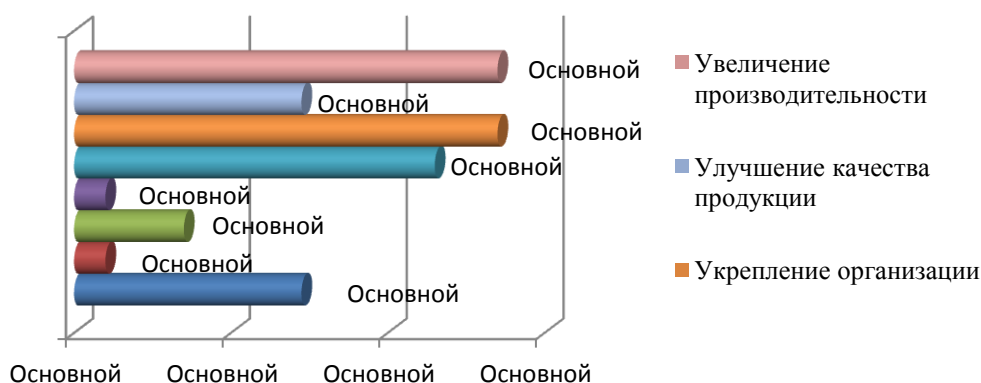 Основной
Основной
Основной
Основной
Основной
Основной
Основной
Основной
Основной Основной Основной Основной
Увеличение
производительности
Улучшение качества
продукции
Укрепление организации